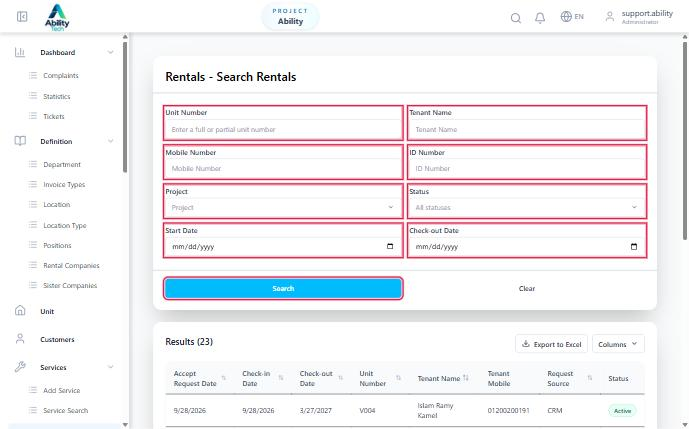 Ability
Tech
PROJECT
Ability
EN
support.ability
Administrator
Dashboard
Complaints
Statistics
Tickets
Definition
Department
Invoice Types
Location
Location Type
Positions
Rental Companies
Sister Companies
Unit
Customers
Services
Add Service
Service Search
Rentals - Search Rentals
Unit Number
Enter a full or partial unit number
Tenant Name
Tenant Name
Mobile Number
Mobile Number
ID Number
ID Number
Project
Project
Status
All statuses
Start Date
mm/dd/yyyy
Check-out Date
mm/dd/yyyy
Search
Clear
Results (23)
Export to Excel
Columns
Accept Request Date
Check-in Date
Check-out Date
Unit Number
Tenant Name
Tenant Mobile
Request Source
Status
9/28/2026
9/28/2026
3/27/2027
V004
Islam Ramy Kamel
01200200191
CRM
Active